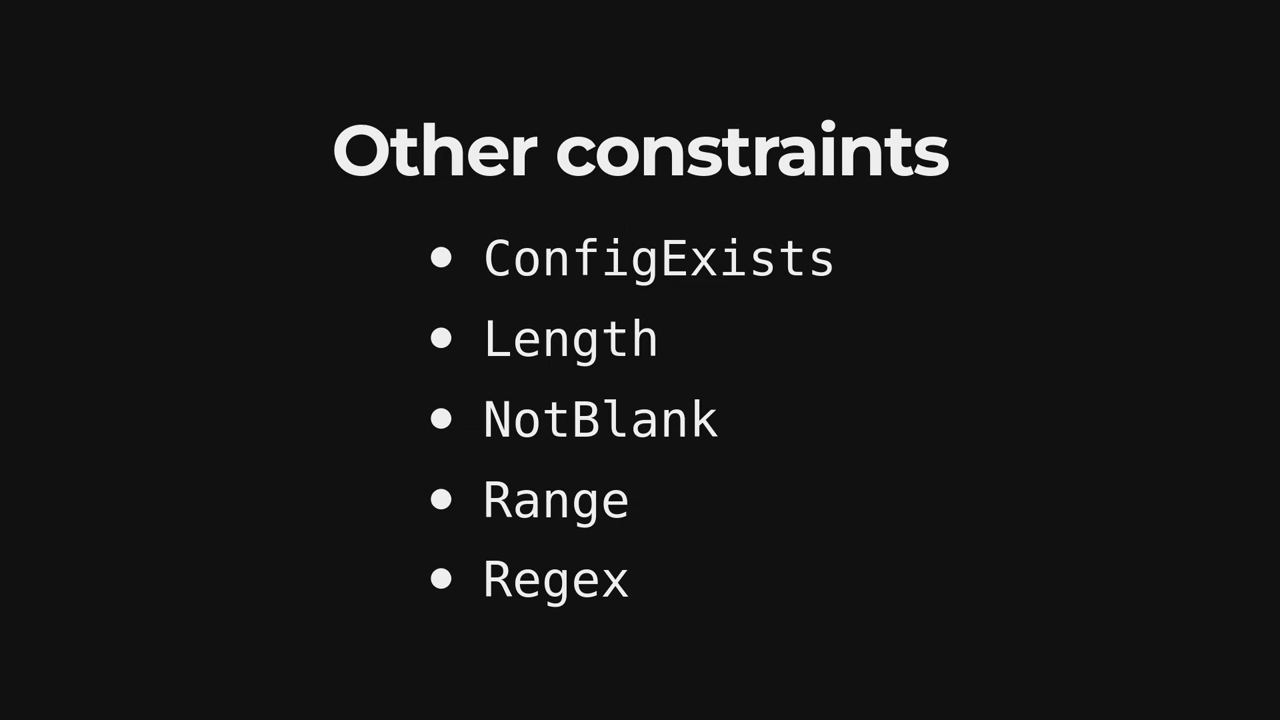 Other constraints
• ConfigExists
• Length
• NotBlank
• Range
• Regex